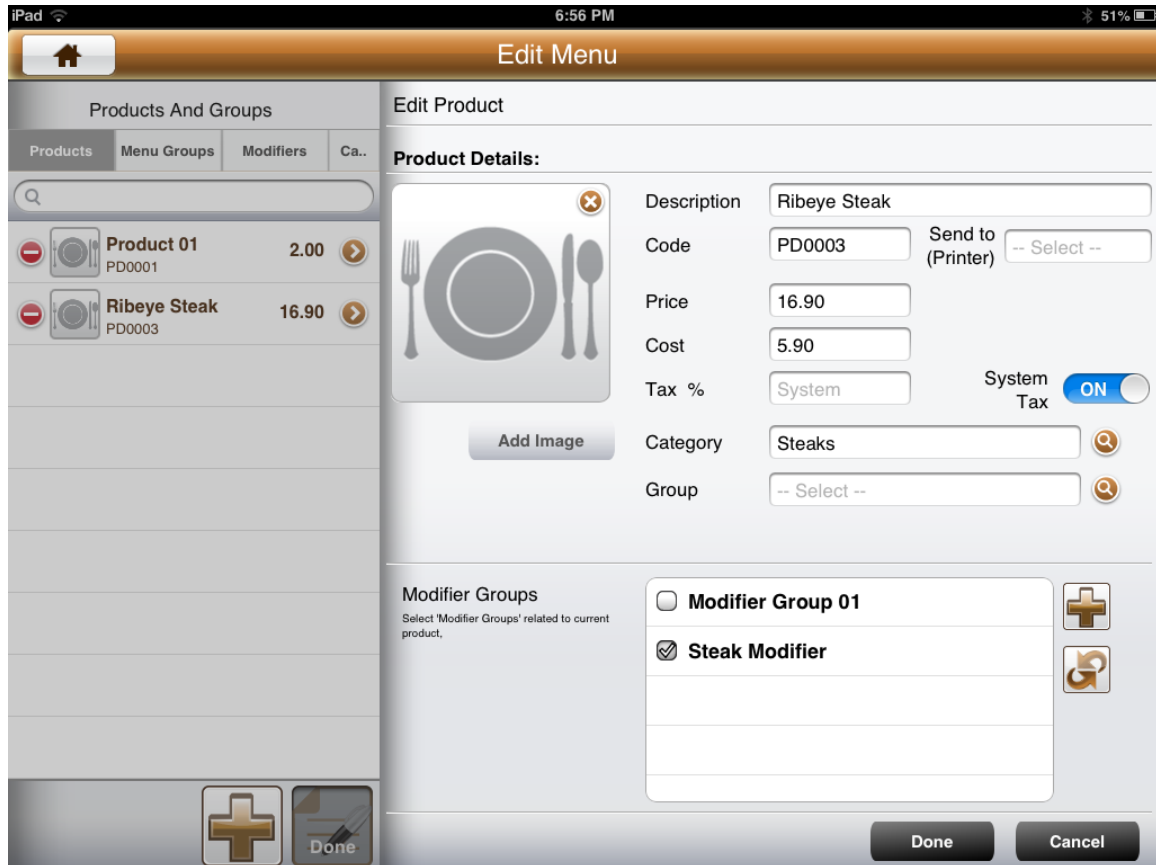 iPad 6:56 PM 51%
Edit Menu
Products And Groups
Products Menu Groups Modifiers Ca..
Product 01 2.00
PD0001
Ribeye Steak 16.90
PD0003
Done
Edit Product
Product Details:
Add Image
Description Ribeye Steak
Code PD0003 Send to (Printer) -- Select --
Price 16.90
Cost 5.90
Tax % System System Tax ON
Category Steaks
Group -- Select --
Modifier Groups
Select 'Modifier Groups' related to current
product,
Modifier Group 01
Steak Modifier
Done Cancel